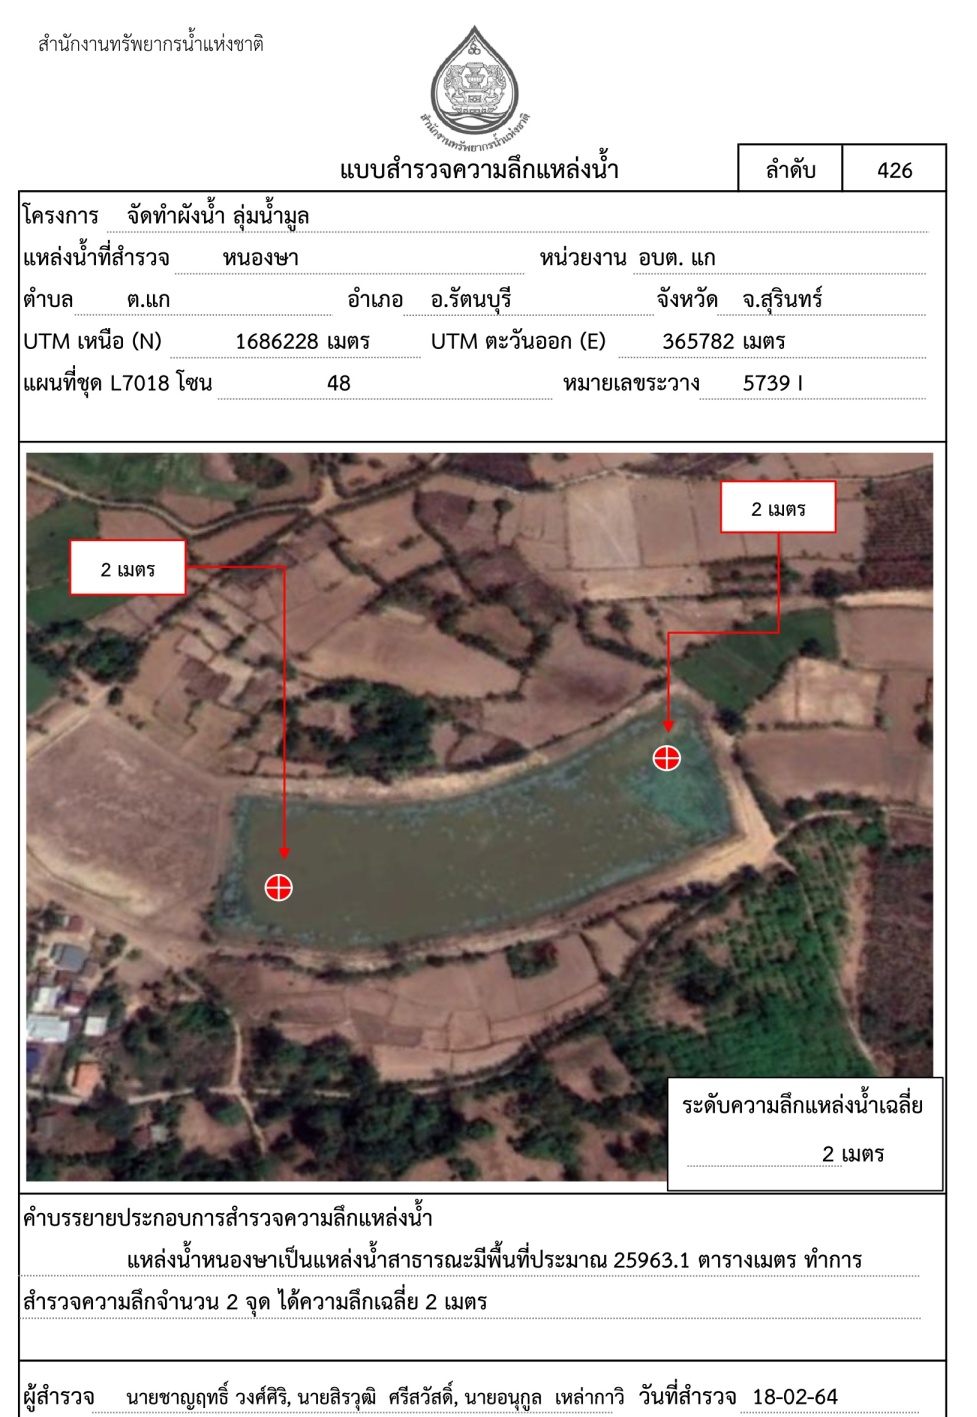 สำนักงานทรัพยากรน้ำแห่งชาติ
สำนักงานทรัพยากรน้ำแห่งชาติ
แบบสำรวจความลึกแหล่งน้ำ ลำดับ 426
โครงการ จัดทำผังน้ำ ลุ่มน้ำมูล
แหล่งน้ำที่สำรวจ หนองษา หน่วยงาน อบต. แก
ตำบล ต.แก อำเภอ อ.รัตนบุรี จังหวัด จ.สุรินทร์
UTM เหนือ (N) 1686228 เมตร UTM ตะวันออก (E) 365782 เมตร
แผนที่ชุด L7018 โซน 48 หมายเลขระวาง 5739 I
2 เมตร
2 เมตร
ระดับความลึกแหล่งน้ำเฉลี่ย
2 เมตร
คำบรรยายประกอบการสำรวจความลึกแหล่งน้ำ
แหล่งน้ำหนองษาเป็นแหล่งน้ำสาธารณะมีพื้นที่ประมาณ 25963.1 ตารางเมตร ทำการ
สำรวจความลึกจำนวน 2 จุด ได้ความลึกเฉลี่ย 2 เมตร
ผู้สำรวจ นายชาญฤทธิ์ วงศ์ศิริ, นายสิรวุฒิ ศรีสวัสดิ์, นายอนุกูล เหล่ากาวิ วันที่สำรวจ 18-02-64